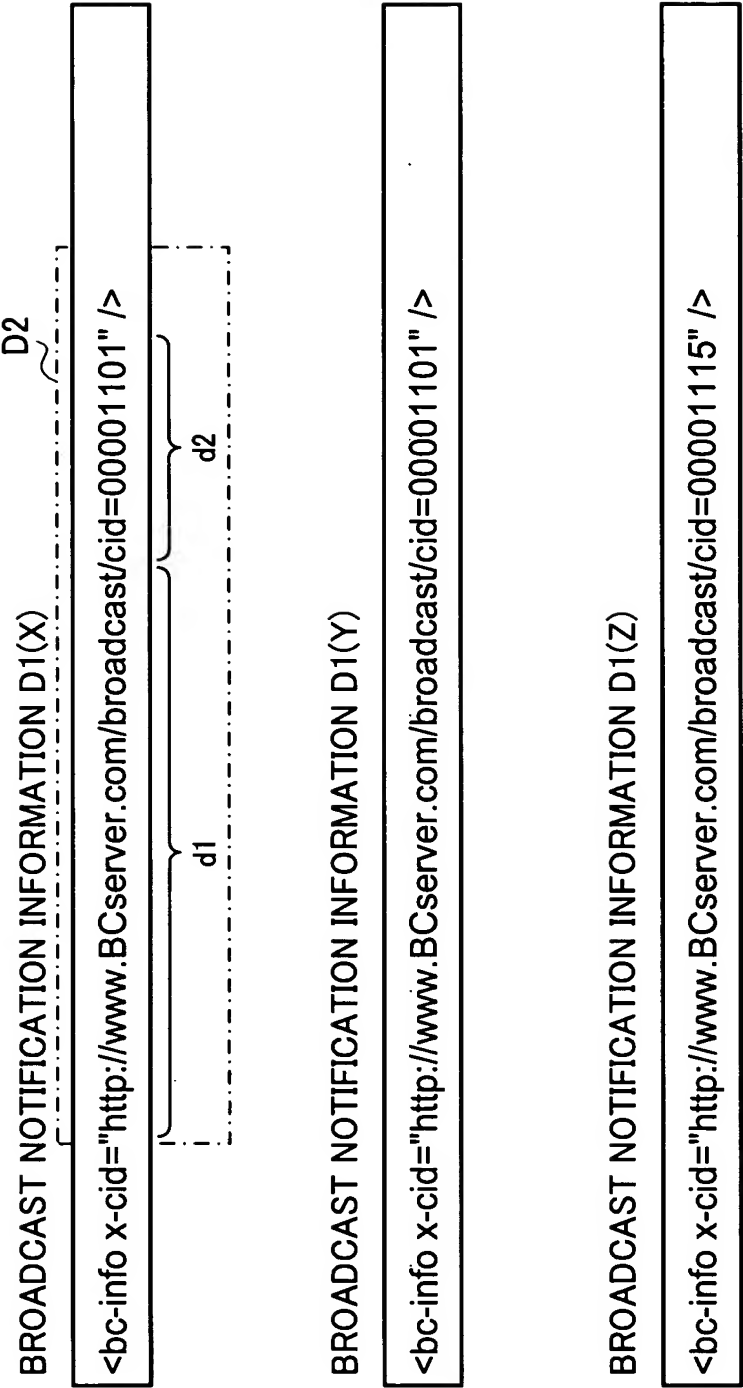 BROADCAST NOTIFICATION INFORMATION D1(X)
D2
<bc-info x-cid="http://www.BCserver.com/broadcast/cid=00001101" />
d1
d2
BROADCAST NOTIFICATION INFORMATION D1(Y)
<bc-info x-cid="http://www.BCserver.com/broadcast/cid=00001101" />
BROADCAST NOTIFICATION INFORMATION D1(Z)
<bc-info x-cid="http://www.BCserver.com/broadcast/cid=00001115" />